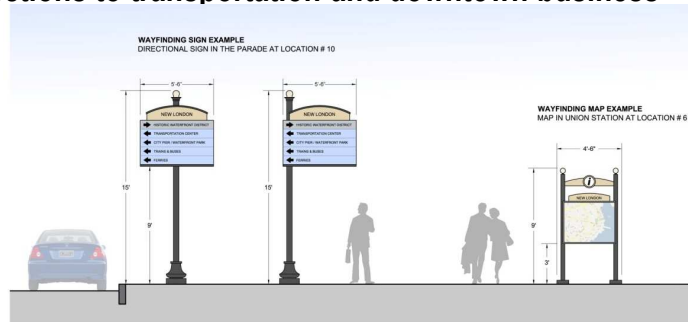 WAYFINDING SIGN EXAMPLE
DIRECTIONAL SIGN IN THE PARADE AT LOCATION # 10
5'-6"
5'-6"
NEW LONDON
HISTORIC WATERFRONT DISTRICT
TRANSPORTATION CENTER
CITY PIER / WATERFRONT PARK
TRAINS & BUSES
FERRIES
15'
9'
NEW LONDON
HISTORIC WATERFRONT DISTRICT
TRANSPORTATION CENTER
CITY PIER / WATERFRONT PARK
TRAINS & BUSES
FERRIES
15'
WAYFINDING MAP EXAMPLE
MAP IN UNION STATION AT LOCATION # 6
4'-6"
i
NEW LONDON
9'
3'